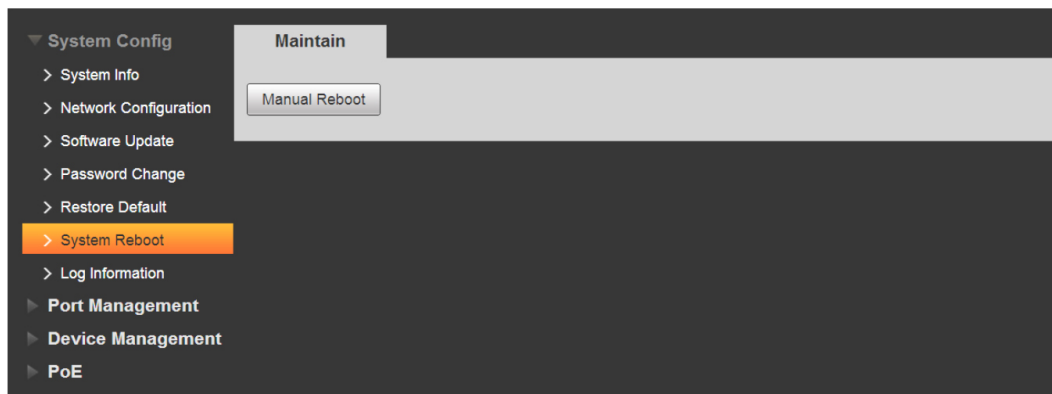 System Config
System Info
Network Configuration
Software Update
Password Change
Restore Default
System Reboot
Log Information
Port Management
Device Management
PoE
Maintain
Manual Reboot